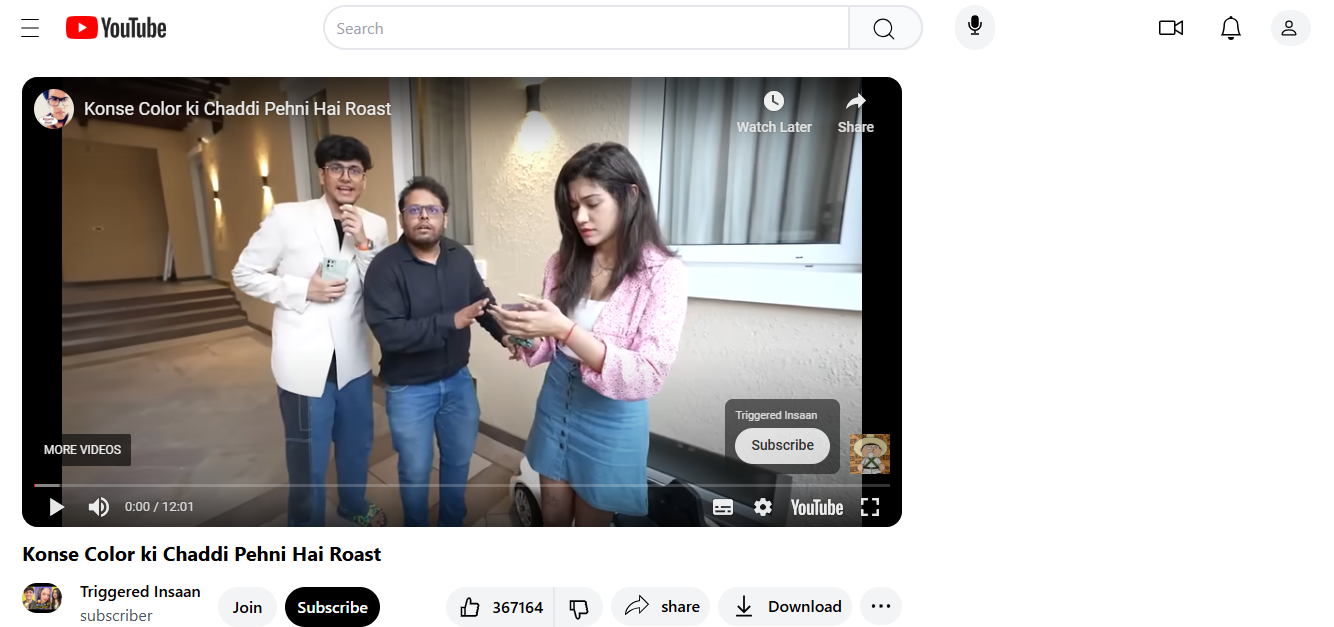 YouTube
Search
Konse Color ki Chaddi Pehni Hai Roast
Watch Later
Share
Triggered Insaan
Subscribe
MORE VIDEOS
0:00 / 12:01
YouTube
Konse Color ki Chaddi Pehni Hai Roast
Triggered Insaan
subscriber
Join
Subscribe
367164
share
Download